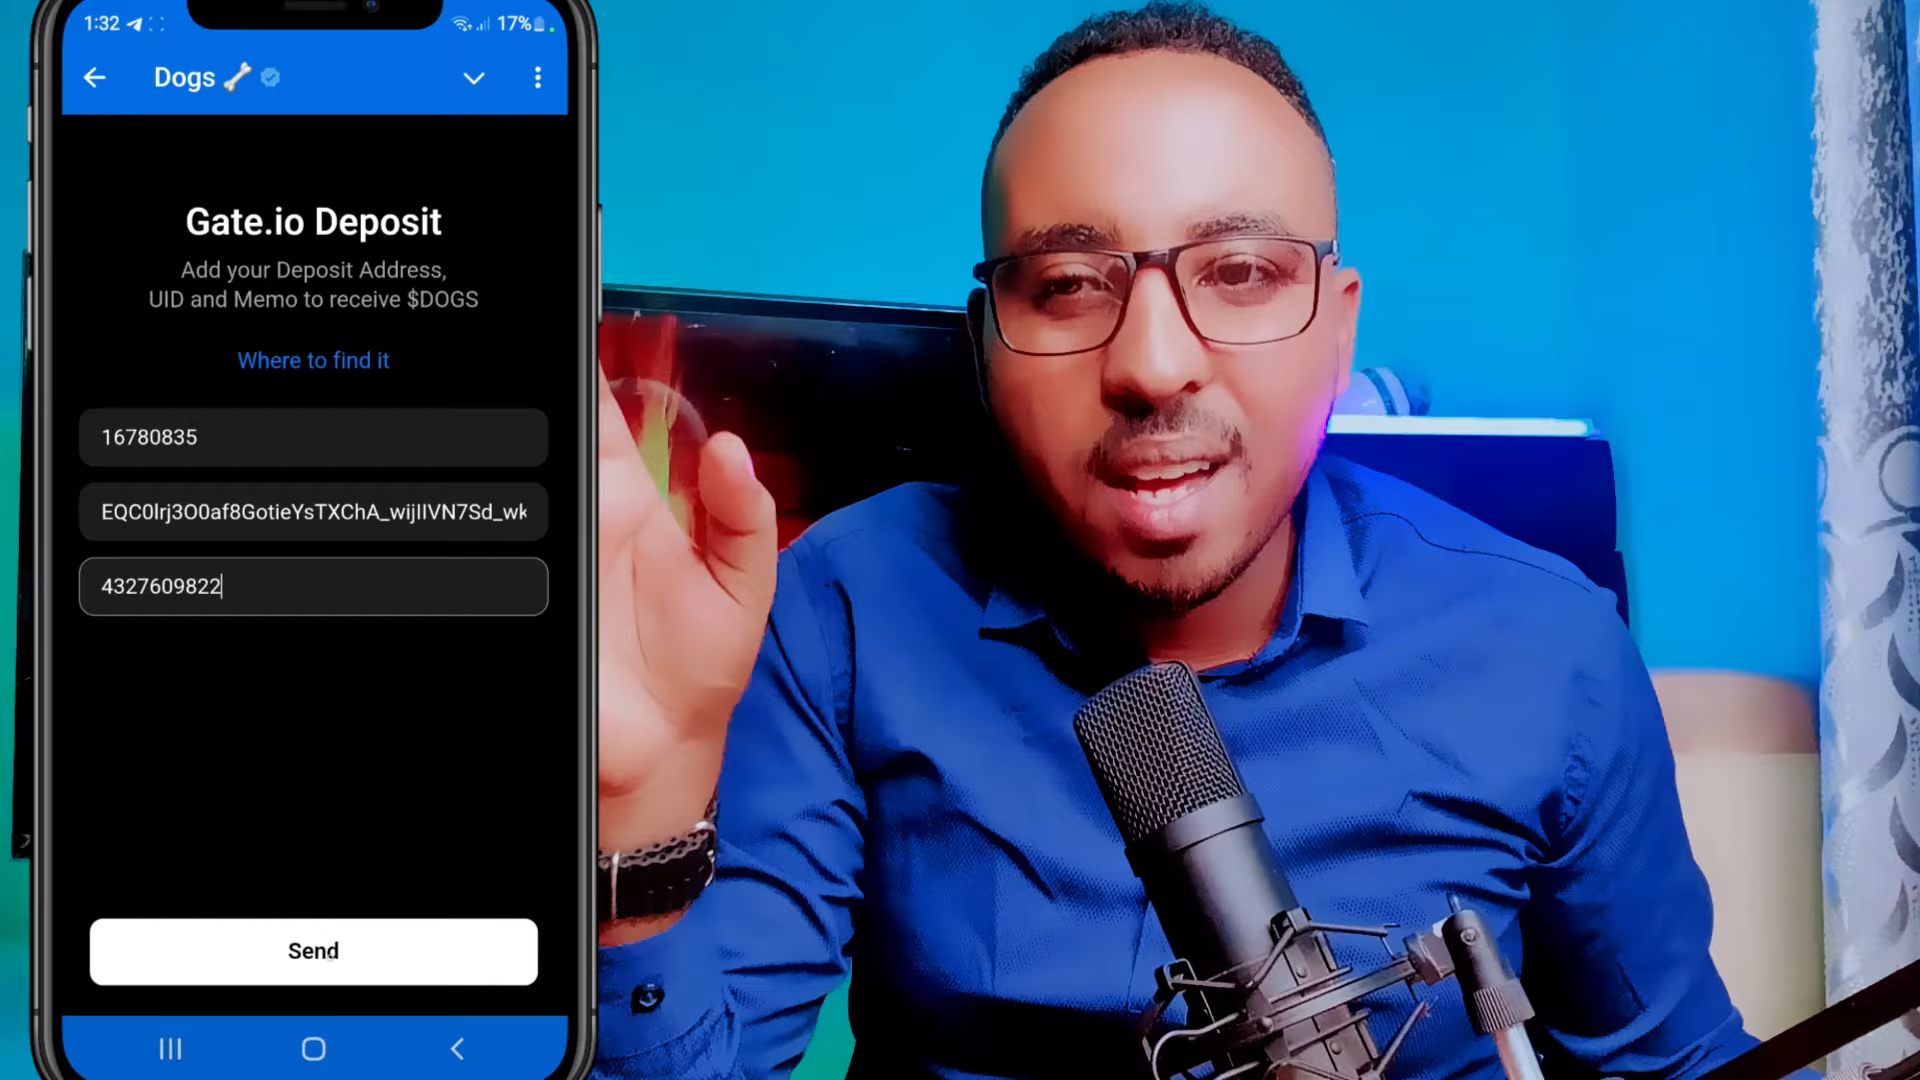 1:32
17%
Dogs
Gate.io Deposit
Add your Deposit Address,
UID and Memo to receive $DOGS
Where to find it
16780835
EQC0lrj3O0af8GotieYsTXChA_wijIIVN7Sd_wk
4327609822
Send